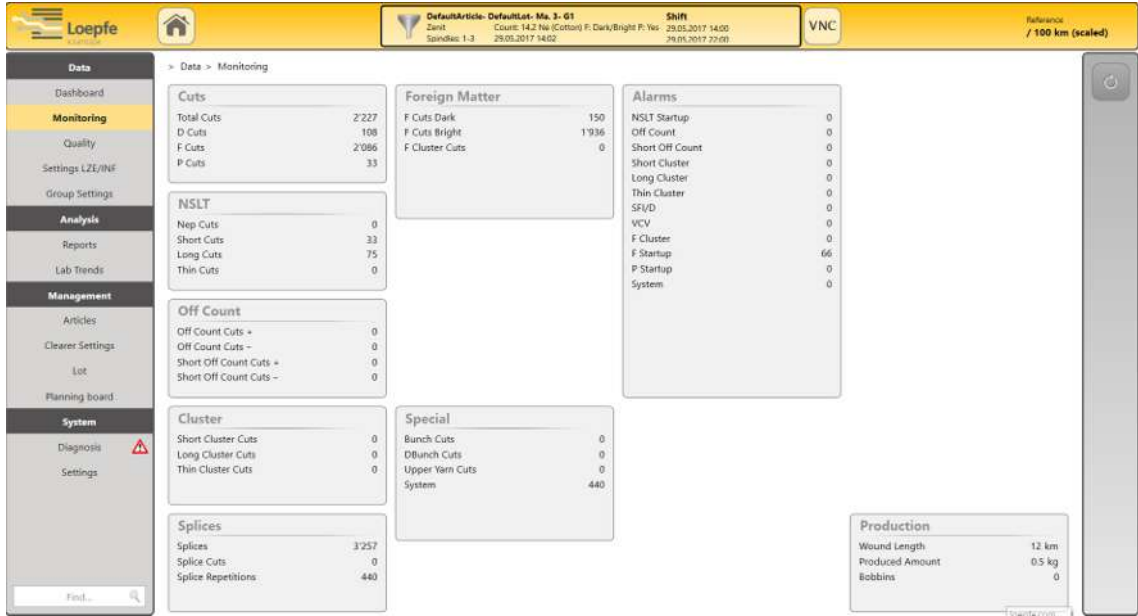 Loepfe
DefaultArticle- DefaultLot- Ma. 3- G1
Zenit Count: 14,2 Ne (Cotton) F: Dark/Bright P: Yes
Spindles: 1-3 29.05.2017 14:02
Shift
29.05.2017 14:00
29.05.2017 22:00
VNC
Reference
/ 100 km (scaled)
Data
Dashboard
Monitoring
Quality
Settings LZE/INF
Group Settings
Analysis
Reports
Lab Trends
Management
Articles
Clearer Settings
Lot
Planning board
System
Diagnosis
Settings
Find...
> Data > Monitoring
Cuts
Total Cuts 2'227
D Cuts 108
F Cuts 2'086
P Cuts 33
NSLT
Nep Cuts 0
Short Cuts 33
Long Cuts 75
Thin Cuts 0
Off Count
Off Count Cuts + 0
Off Count Cuts – 0
Short Off Count Cuts + 0
Short Off Count Cuts – 0
Cluster
Short Cluster Cuts 0
Long Cluster Cuts 0
Thin Cluster Cuts 0
Splices
Splices 3'257
Splice Cuts 0
Splice Repetitions 440
Foreign Matter
F Cuts Dark 150
F Cuts Bright 1'936
F Cluster Cuts 0
Special
Bunch Cuts 0
DBunch Cuts 0
Upper Yarn Cuts 0
System 440
Alarms
NSLT Startup 0
Off Count 0
Short Off Count 0
Short Cluster 0
Long Cluster 0
Thin Cluster 0
SFI/D 0
VCV 0
F Cluster 0
F Startup 66
P Startup 0
System 0
Production
Wound Length 12 km
Produced Amount 0.5 kg
Bobbins 0
loepfe.com